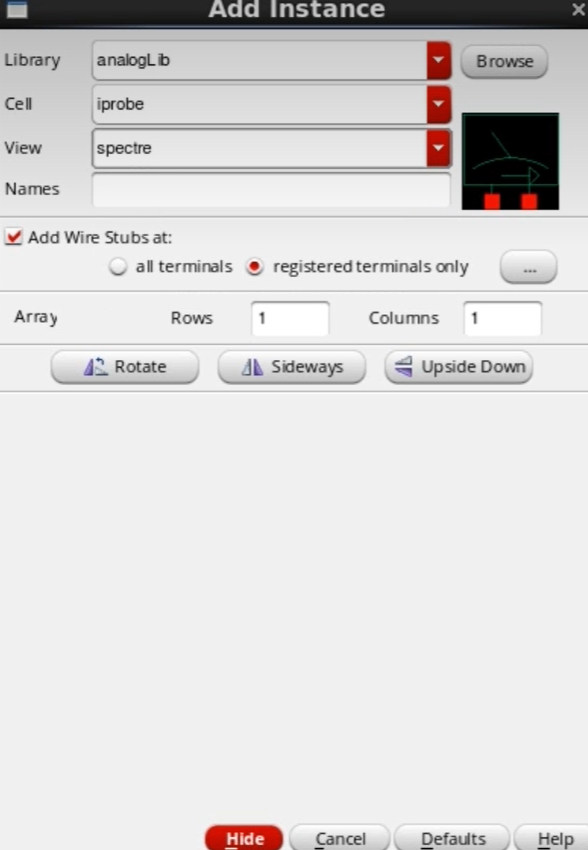 Add Instance
Library analogLib Browse
Cell iprobe
View spectre
Names
Add Wire Stubs at:
all terminals registered terminals only ...
Array Rows 1 Columns 1
Rotate Sideways Upside Down
Hide Cancel Defaults Help